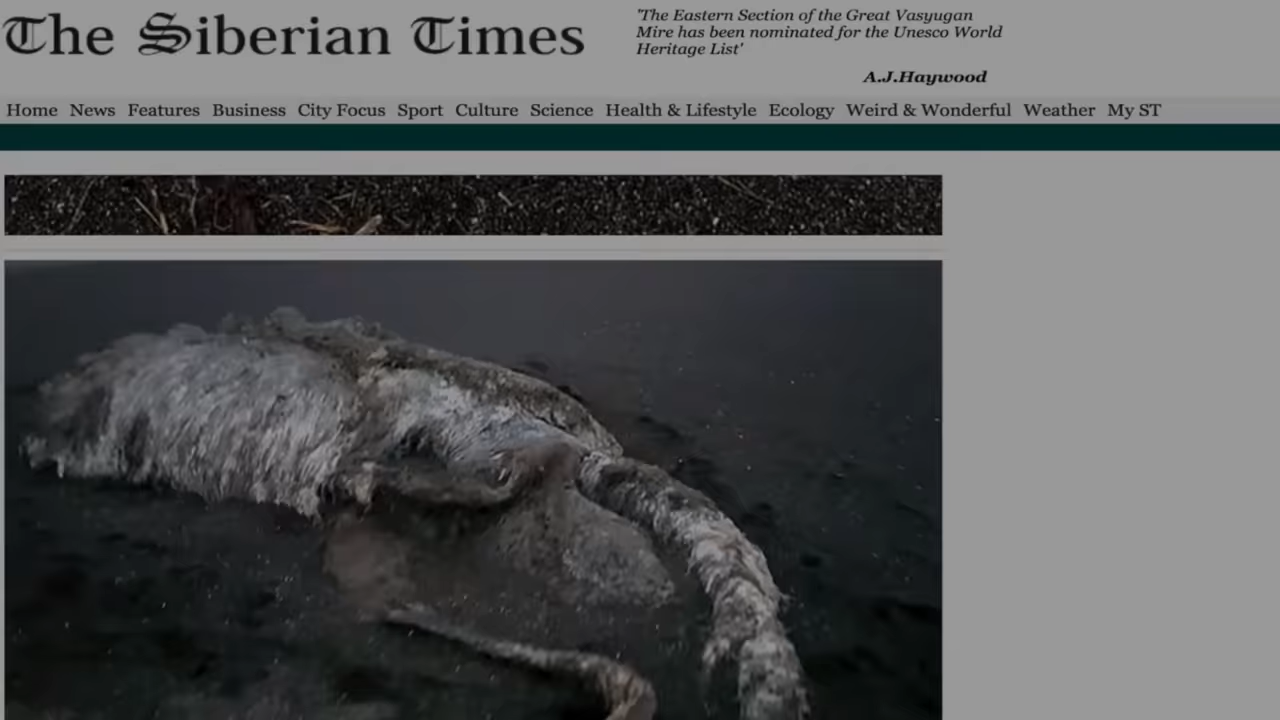 The Siberian Times
'The Eastern Section of the Great Vasyugan
Mire has been nominated for the Unesco World
Heritage List'
A.J.Haywood
Home News Features Business City Focus Sport Culture Science Health & Lifestyle Ecology Weird & Wonderful Weather My ST